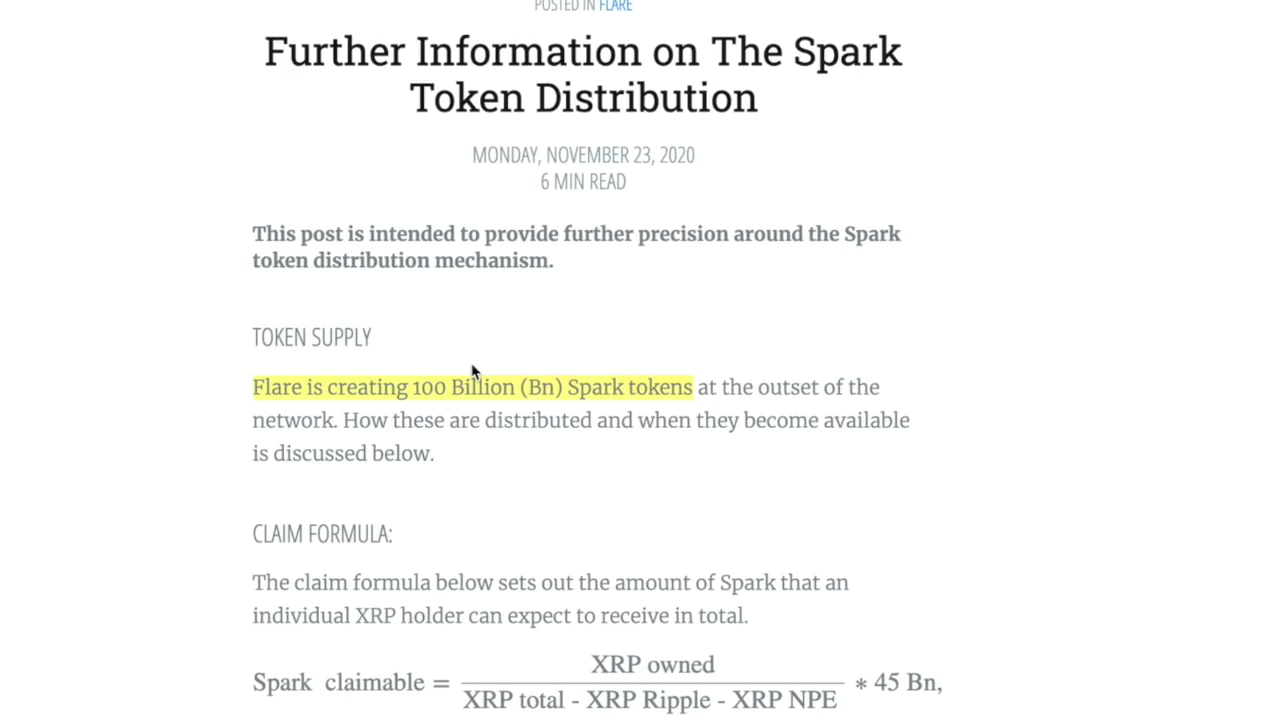 POSTED IN FLARE
Further Information on The Spark
Token Distribution
MONDAY, NOVEMBER 23, 2020
6 MIN READ
This post is intended to provide further precision around the Spark
token distribution mechanism.
TOKEN SUPPLY
Flare is creating 100 Billion (Bn) Spark tokens at the outset of the
network. How these are distributed and when they become available
is discussed below.
CLAIM FORMULA:
The claim formula below sets out the amount of Spark that an
individual XRP holder can expect to receive in total.
XRP owned
Spark claimable = * 45 Bn,
XRP total - XRP Ripple - XRP NPE